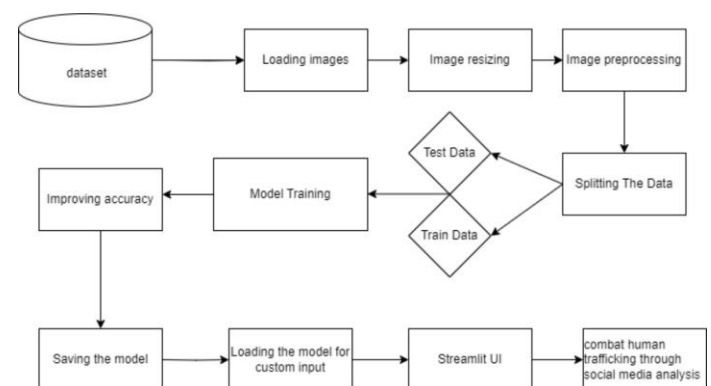 dataset
Loading images
Image resizing
Image preprocessing
Test Data
Splitting The Data
Train Data
Model Training
Improving accuracy
Saving the model
Loading the model for
custom input
Streamlit UI
combat human
trafficking through
social media analysis